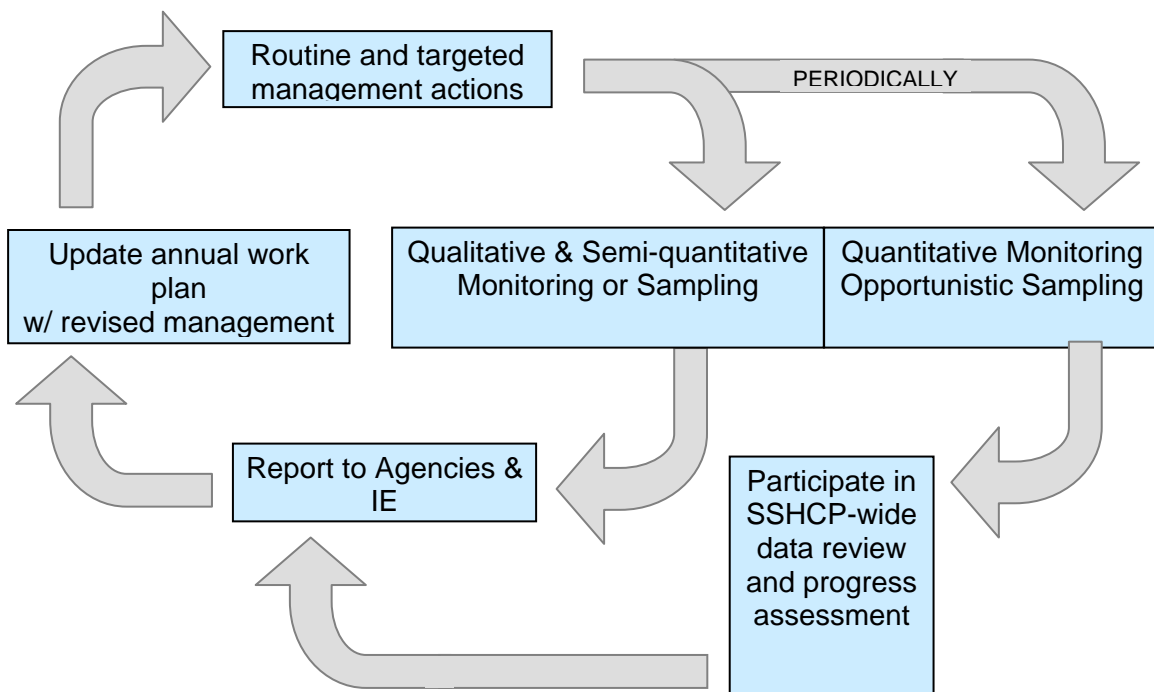 Routine and targeted
management actions
PERIODICALLY
Update annual work
plan
w/ revised management
Qualitative & Semi-quantitative
Monitoring or Sampling
Quantitative Monitoring
Opportunistic Sampling
Report to Agencies &
IE
Participate in
SSHCP-wide
data review
and progress
assessment